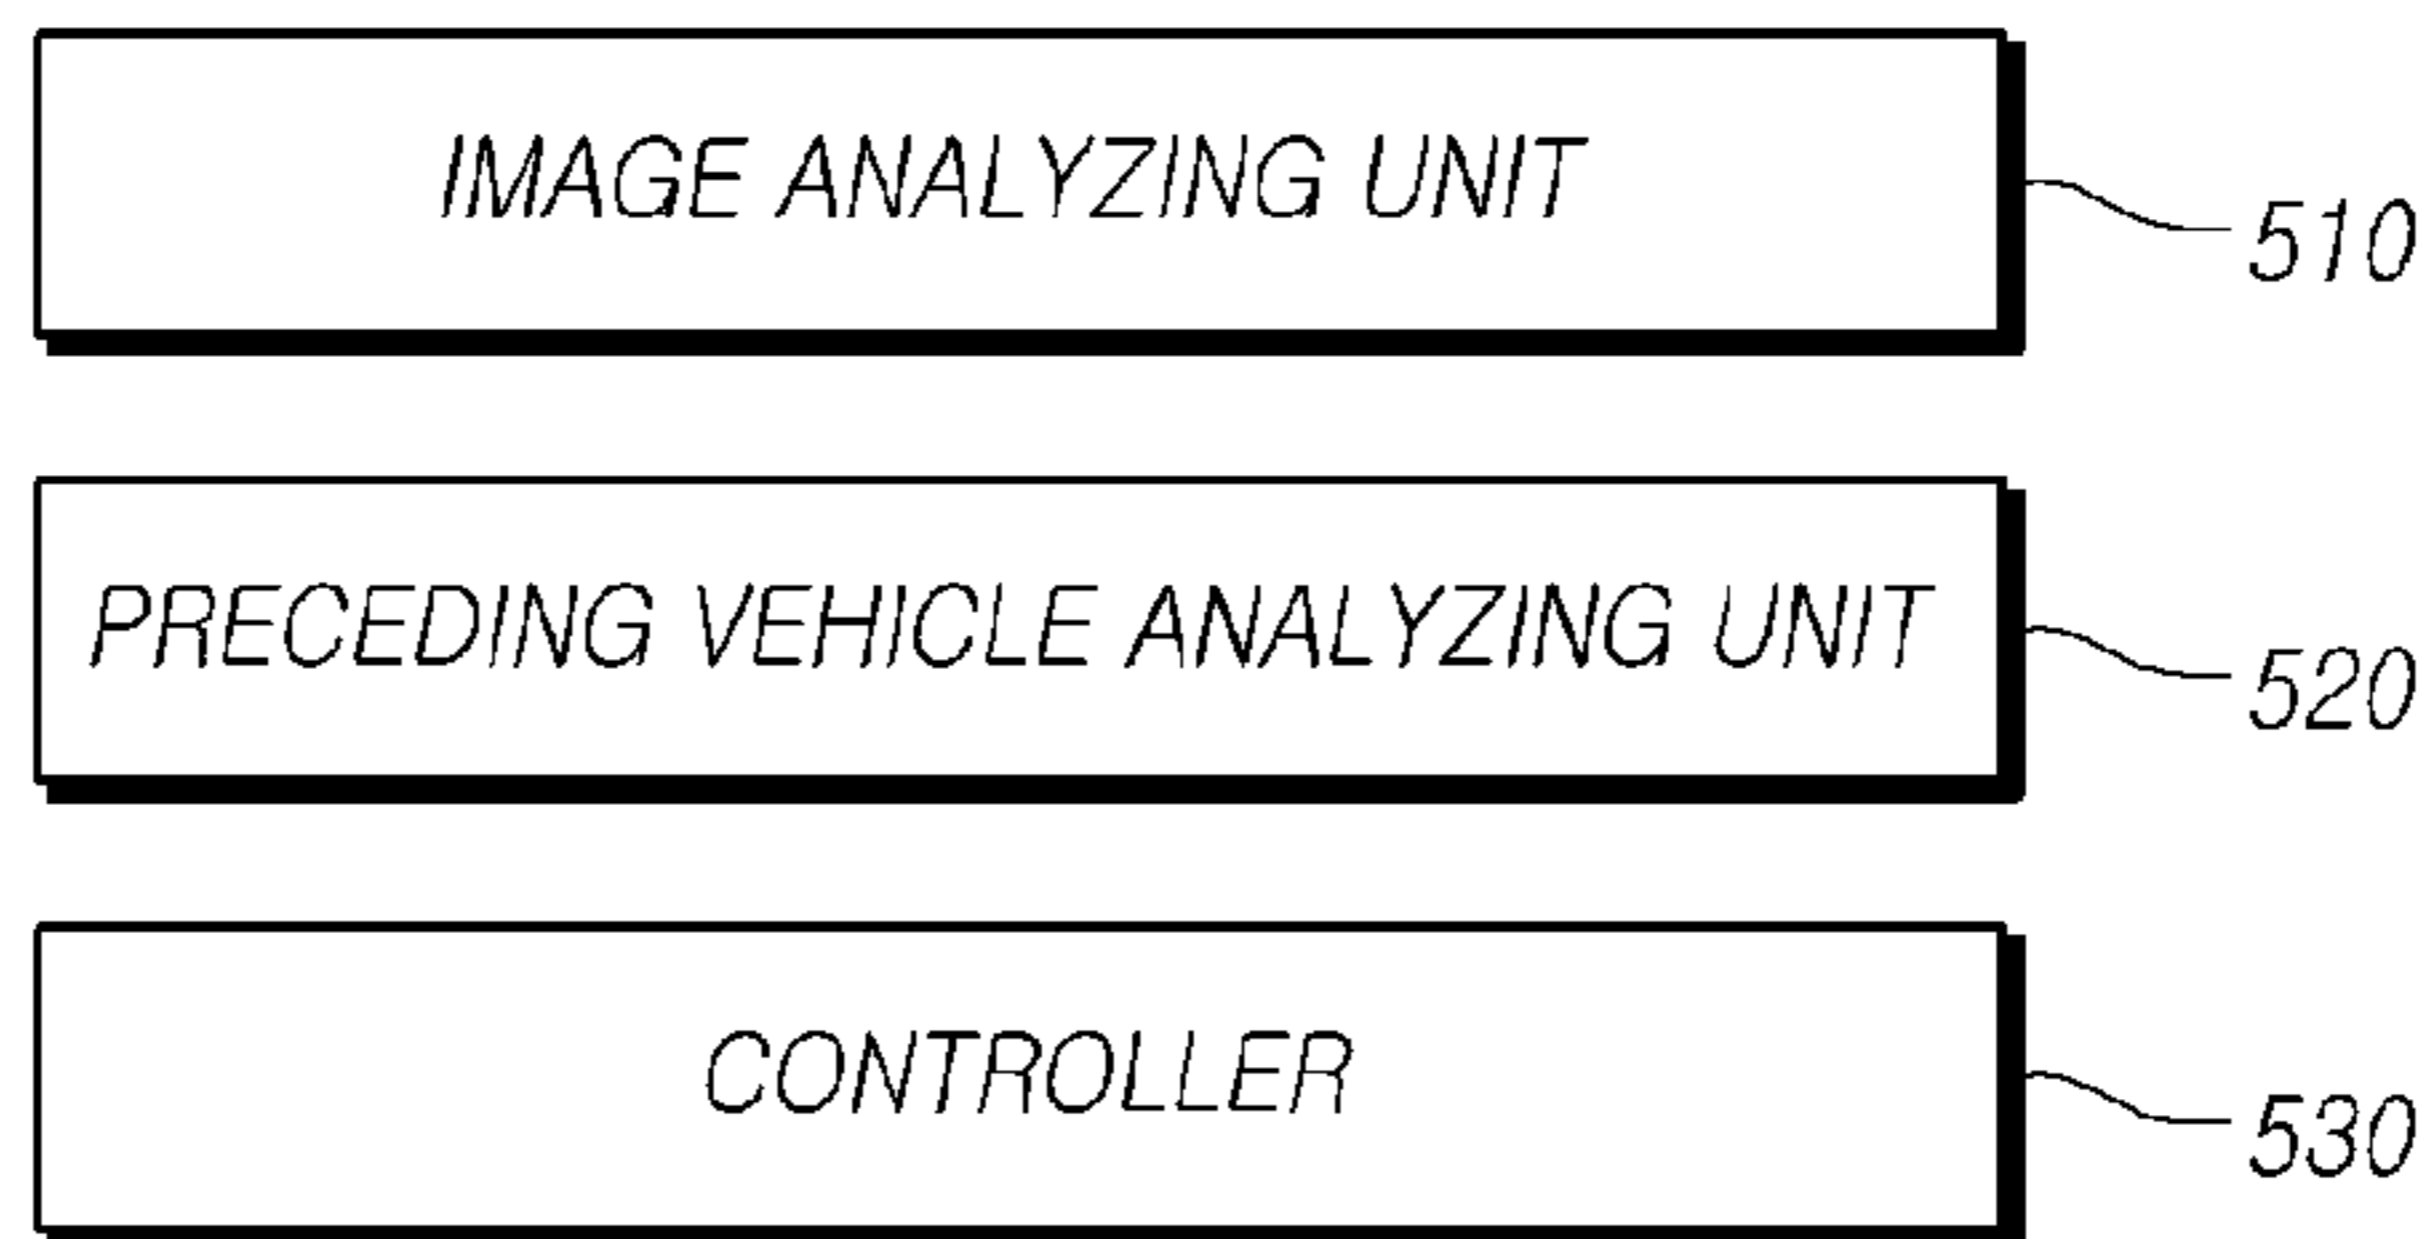 IMAGE ANALYZING UNIT
510
PRECEDING VEHICLE ANALYZING UNIT
520
CONTROLLER
530